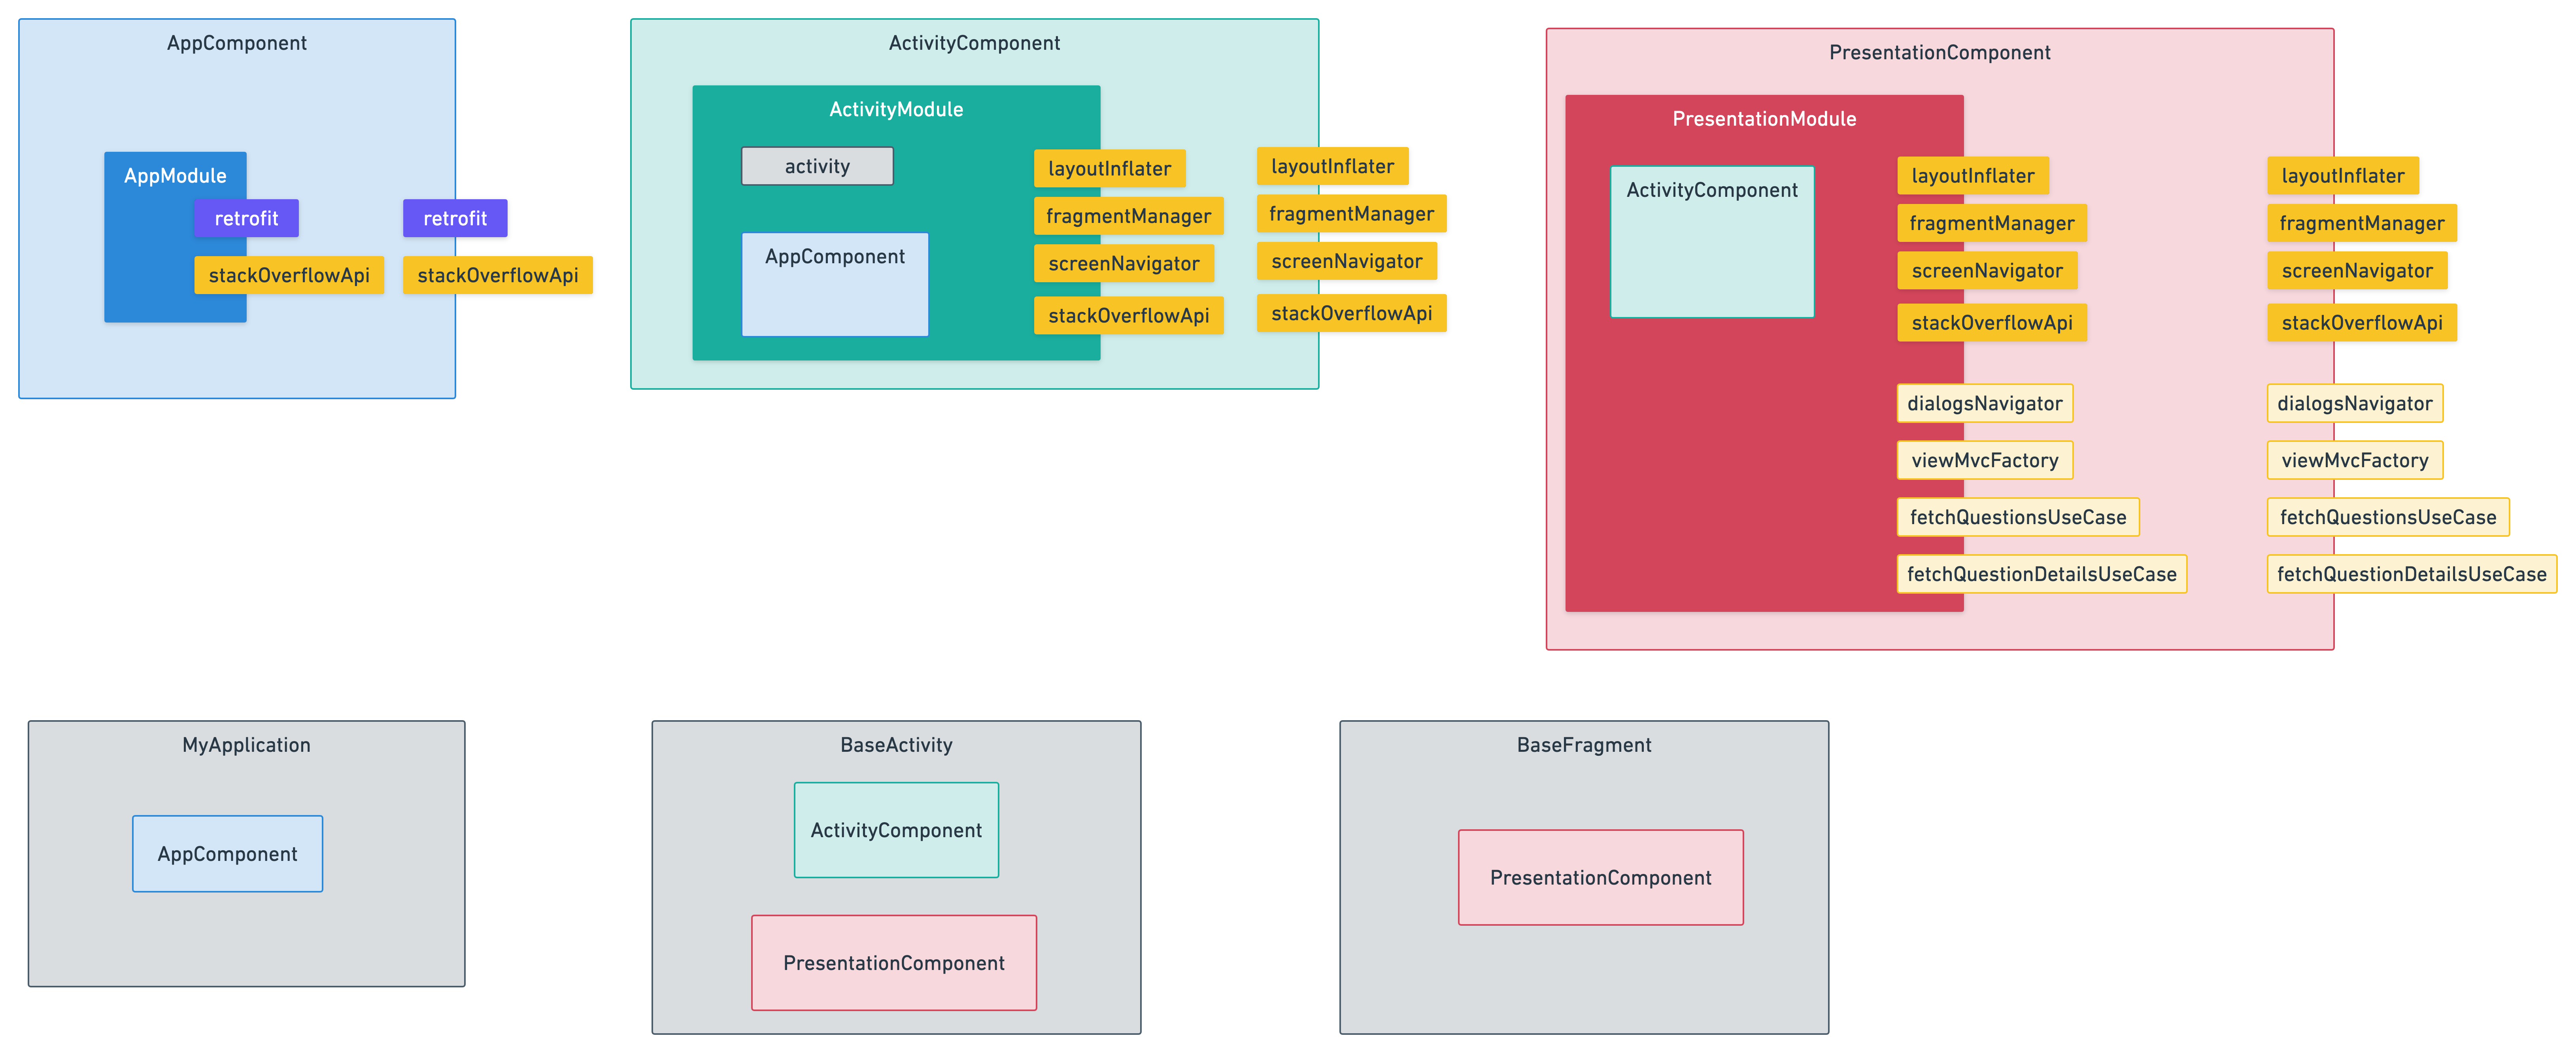 AppComponent
AppModule
retrofit
retrofit
stackOverflowApi
stackOverflowApi
ActivityComponent
ActivityModule
activity
AppComponent
layoutInflater
layoutInflater
fragmentManager
fragmentManager
screenNavigator
screenNavigator
stackOverflowApi
stackOverflowApi
PresentationComponent
PresentationModule
ActivityComponent
layoutInflater
layoutInflater
fragmentManager
fragmentManager
screenNavigator
screenNavigator
stackOverflowApi
stackOverflowApi
dialogsNavigator
dialogsNavigator
viewMvcFactory
viewMvcFactory
fetchQuestionsUseCase
fetchQuestionsUseCase
fetchQuestionDetailsUseCase
fetchQuestionDetailsUseCase
MyApplication
AppComponent
BaseActivity
ActivityComponent
PresentationComponent
BaseFragment
PresentationComponent